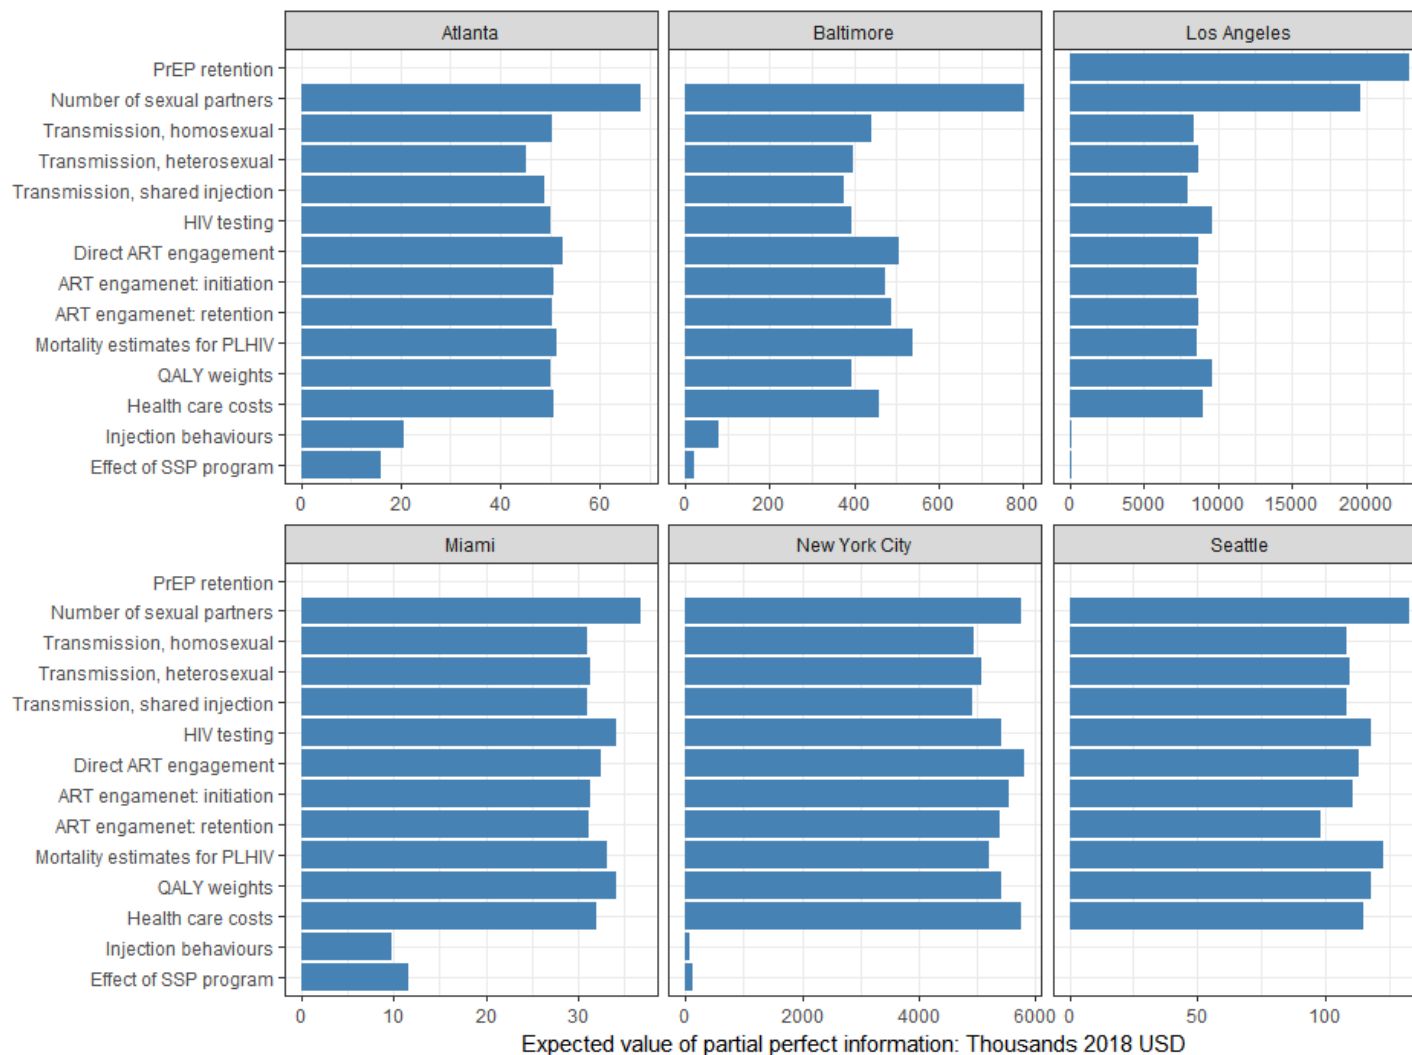 Atlanta Baltimore Los Angeles
PrEP retention
Number of sexual partners
Transmission, homosexual
Transmission, heterosexual
Transmission, shared injection
HIV testing
Direct ART engagement
ART engamenet: initiation
ART engamenet: retention
Mortality estimates for PLHIV
QALY weights
Health care costs
Injection behaviours
Effect of SSP program
0 20 40 60 0 200 400 600 800 0 5000 10000 15000 20000
Miami New York City Seattle
PrEP retention
Number of sexual partners
Transmission, homosexual
Transmission, heterosexual
Transmission, shared injection
HIV testing
Direct ART engagement
ART engamenet: initiation
ART engamenet: retention
Mortality estimates for PLHIV
QALY weights
Health care costs
Injection behaviours
Effect of SSP program
0 10 20 30 0 2000 4000 6000 0 50 100
Expected value of partial perfect information: Thousands 2018 USD